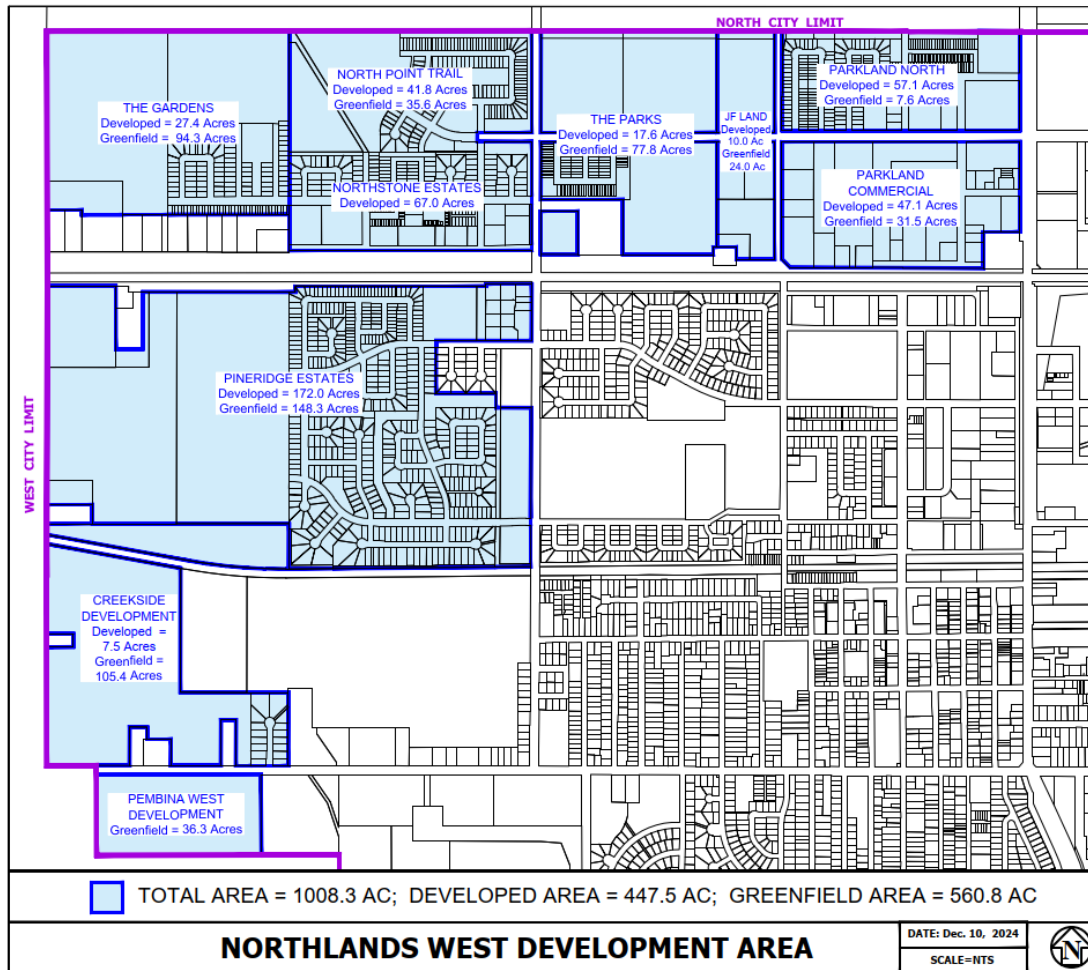 NORTH CITY LIMIT
THE GARDENS
Developed = 27.4 Acres
Greenfield = 94.3 Acres
NORTH POINT TRAIL
Developed = 41.8 Acres
Greenfield = 35.6 Acres
NORTHSTONE ESTATES
Developed = 67.0 Acres
THE PARKS
Developed = 17.6 Acres
Greenfield = 77.8 Acres
JF LAND
Developed
10.0 Ac
Greenfield
24.0 Ac
PARKLAND NORTH
Developed = 57.1 Acres
Greenfield = 7.6 Acres
PARKLAND
COMMERCIAL
Developed = 47.1 Acres
Greenfield = 31.5 Acres
WEST CITY LIMIT
PINERIDGE ESTATES
Developed = 172.0 Acres
Greenfield = 148.3 Acres
CREEKSIDE
DEVELOPMENT
Developed =
7.5 Acres
Greenfield =
105.4 Acres
PEMBINA WEST
DEVELOPMENT
Greenfield = 36.3 Acres
TOTAL AREA = 1008.3 AC; DEVELOPED AREA = 447.5 AC; GREENFIELD AREA = 560.8 AC
NORTHLANDS WEST DEVELOPMENT AREA
DATE: Dec. 10, 2024
SCALE=NTS
N